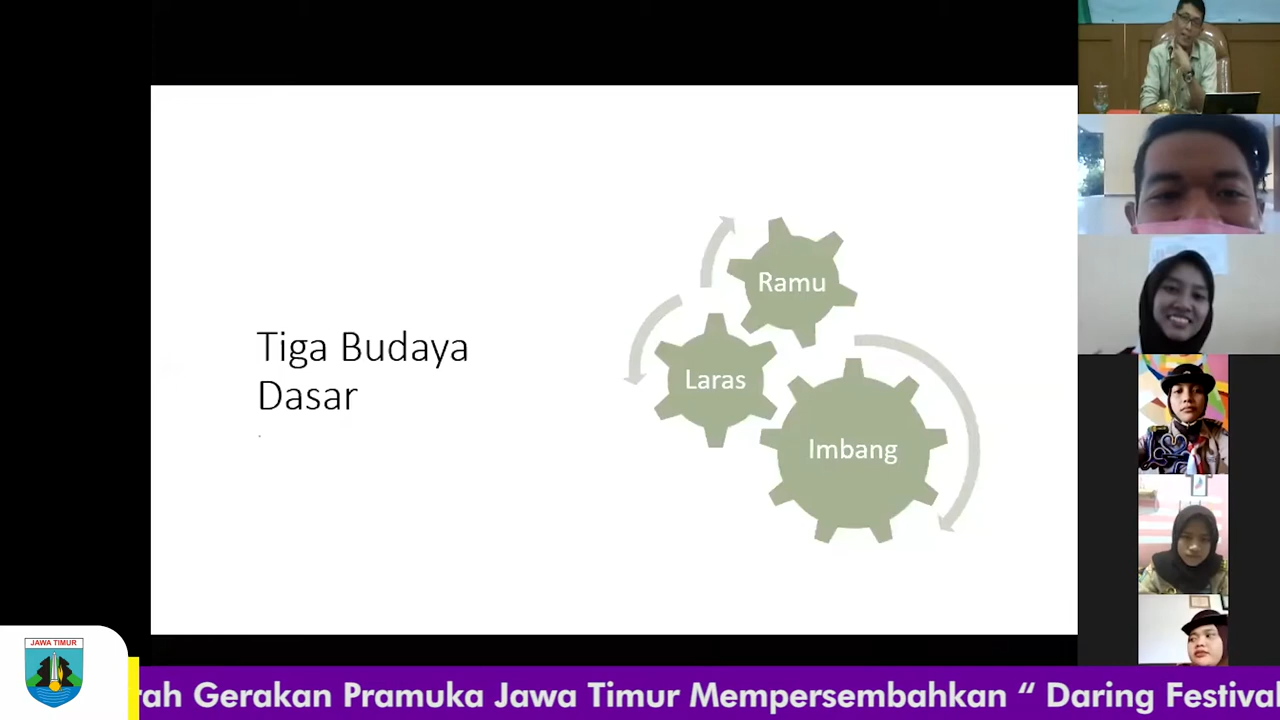 Tiga Budaya
Dasar
Ramu
Laras
Imbang
JAWA TIMUR
rah Gerakan Pramuka Jawa Timur Mempersembahkan “ Daring Festival